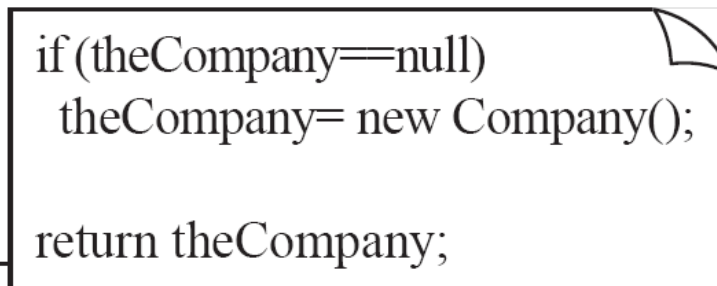 if (theCompany==null)
theCompany= new Company();
return theCompany;